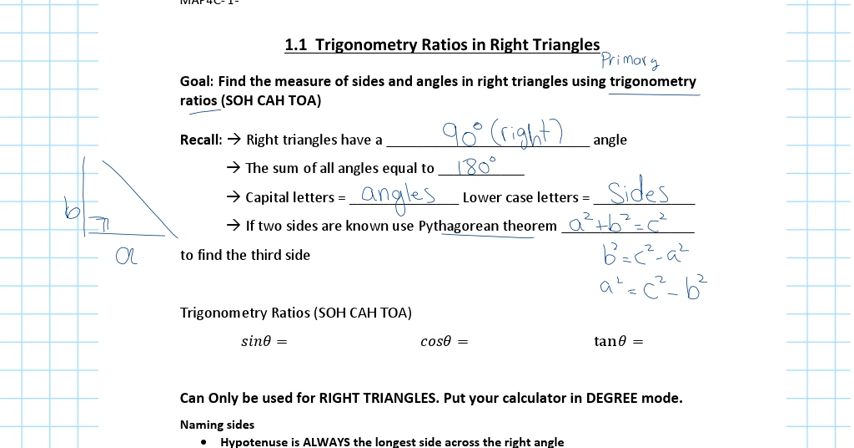 MAP4C-1-
1.1 Trigonometry Ratios in Right Triangles
Primary
Goal: Find the measure of sides and angles in right triangles using trigonometry
ratios (SOH CAH TOA)
Recall: → Right triangles have a 90° (right) angle
→ The sum of all angles equal to 180°
→ Capital letters = angles Lower case letters = Sides
→ If two sides are known use Pythagorean theorem a²+b²=c²
b
to find the third side b²=c²-a²
a
a²=c²-b²
Trigonometry Ratios (SOH CAH TOA)
sinθ = cosθ = tanθ =
Can Only be used for RIGHT TRIANGLES. Put your calculator in DEGREE mode.
Naming sides
• Hypotenuse is ALWAYS the longest side across the right angle